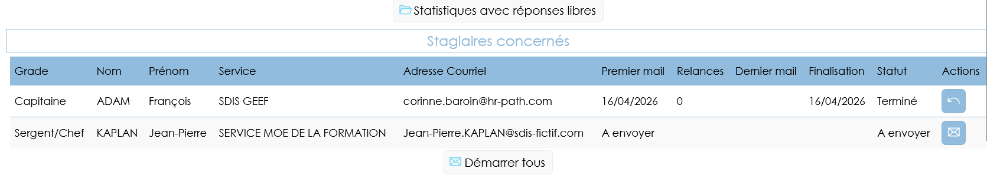 Statistiques avec réponses libres
Stagiaires concernés
Grade Nom Prénom Service Adresse Courriel Premier mail Relances Dernier mail Finalisation Statut Actions
Capitaine ADAM François SDIS GEEF corinne.baroin@hr-path.com 16/04/2026 0 16/04/2026 Terminé
Sergent/Chef KAPLAN Jean-Pierre SERVICE MOE DE LA FORMATION Jean-Pierre.KAPLAN@sdis-fictif.com A envoyer A envoyer
Démarrer tous